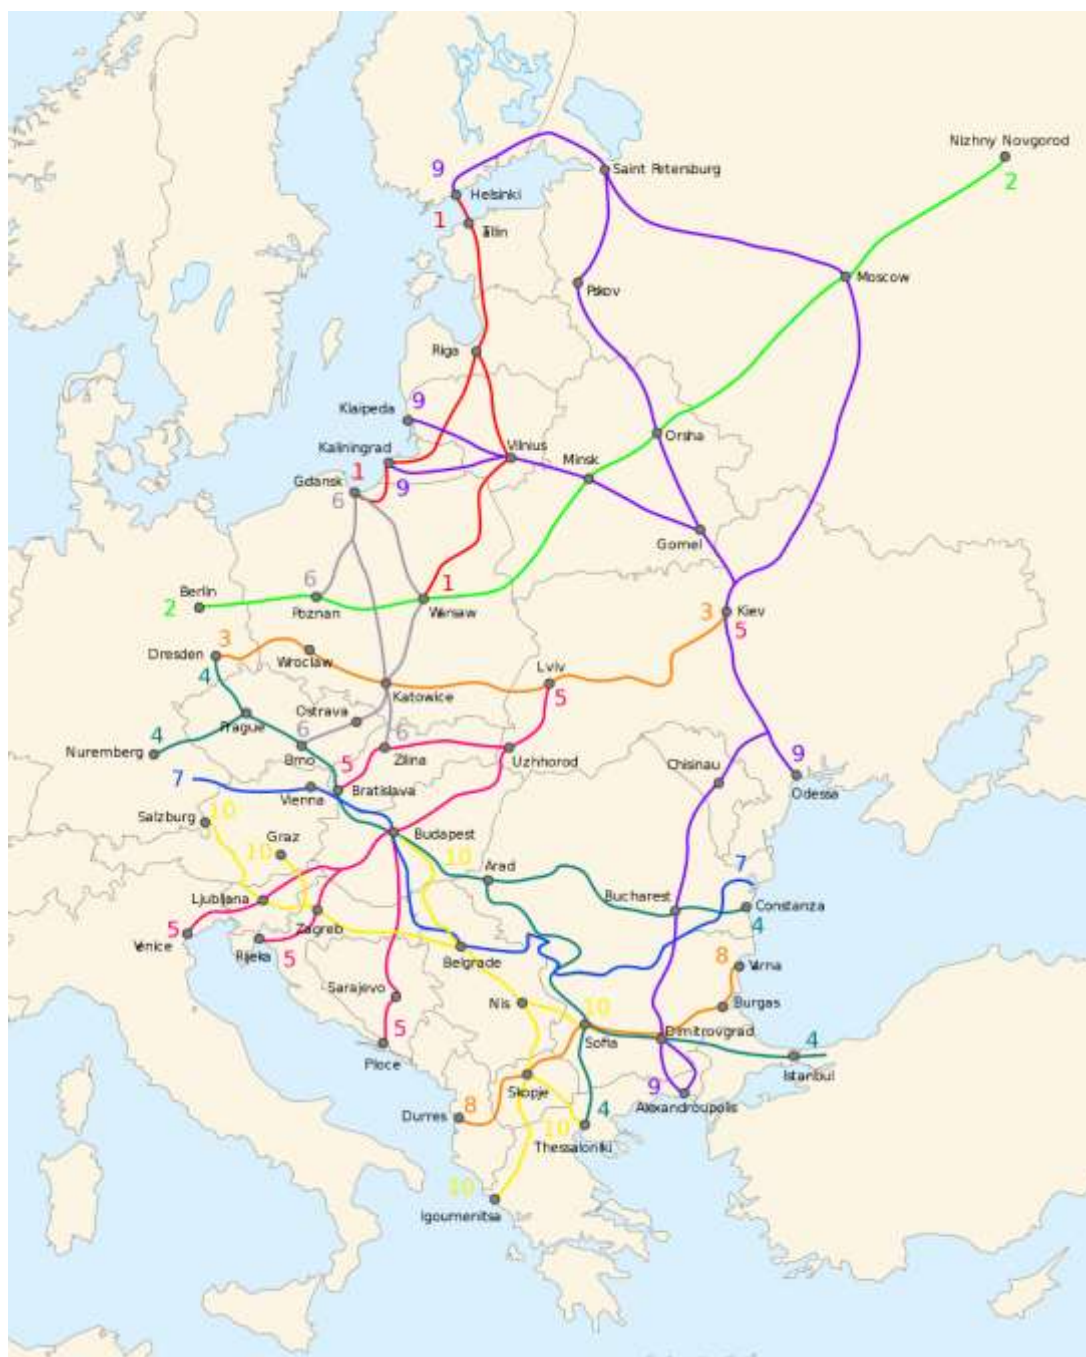 Nizhny Novgorod
9
Saint Petersburg
2
Helsinki
1
Tallin
Moscow
Pskov
Riga
9
Klaipeda
Orsha
Kaliningrad
Vilnius
Minsk
1
Gdansk
9
6
Gomel
6
1
Berlin
2
Poznan
Warsaw
3
Kiev
5
3
Dresden
Wroclaw
4
Lviv
Katowice
5
Ostrava
Prague
4
6
6
Nuremberg
Brno
Zilina
Uzhhorod
Chisinau
5
7
9
Vienna
Bratislava
Odessa
Salzburg
10
Graz
Budapest
10
10
Arad
7
Ljubljana
Bucharest
Constanza
4
5
Zagreb
Venice
Rijeka
5
Belgrade
8
Varna
Sarajevo
Nis
10
Burgas
5
Sofia
Dimitrovgrad
4
Ploce
Istanbul
Skopje
9
Alexandroupolis
Durres
8
4
10
Thessaloniki
10
Igoumenitsa